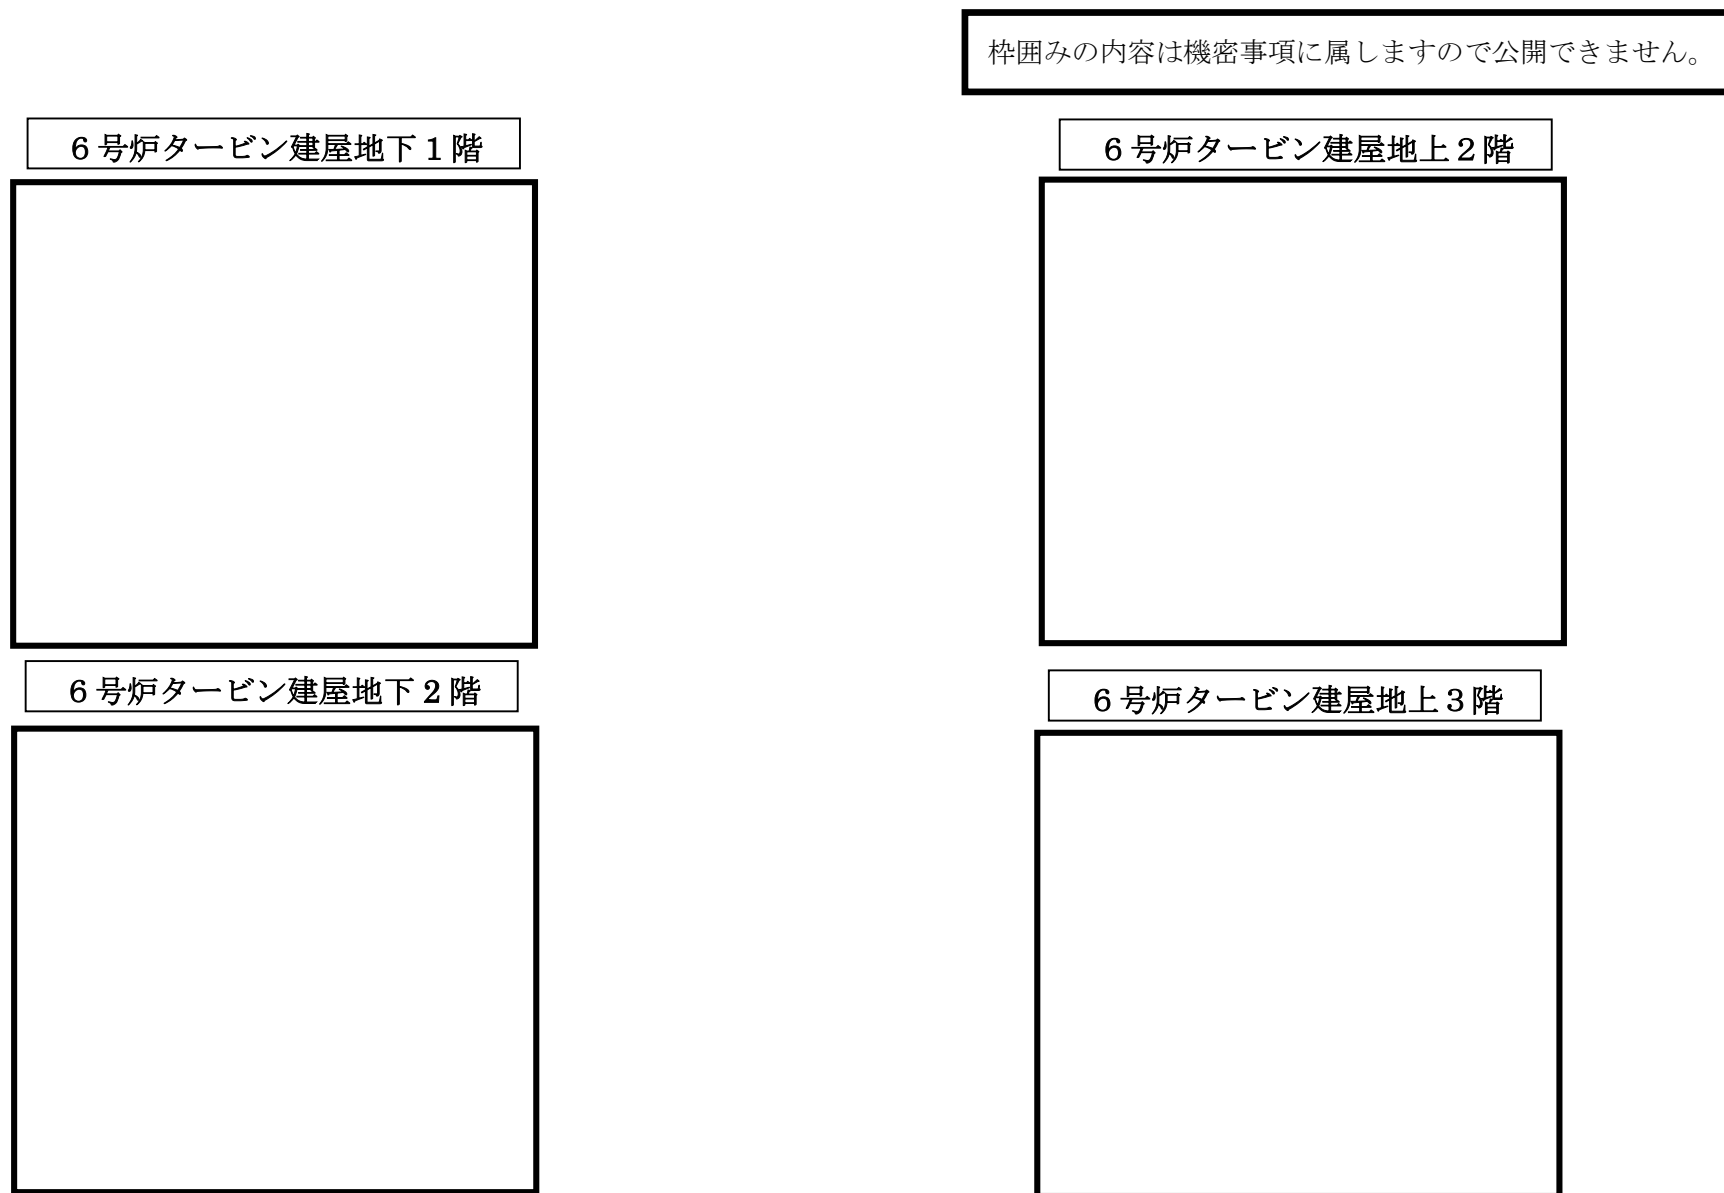 枠囲みの内容は機密事項に属しますので公開できません。
6号炉タービン建屋地下1階
6号炉タービン建屋地上2階
6号炉タービン建屋地下2階
6号炉タービン建屋地上3階